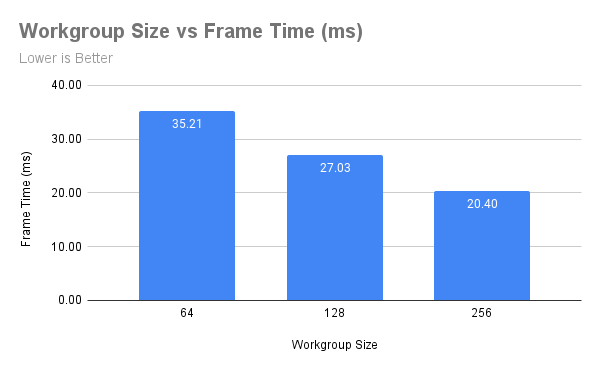 Workgroup Size vs Frame Time (ms)
Lower is Better
Frame Time (ms)
40.00
30.00
20.00
10.00
0.00
35.21
27.03
20.40
64
128
256
Workgroup Size